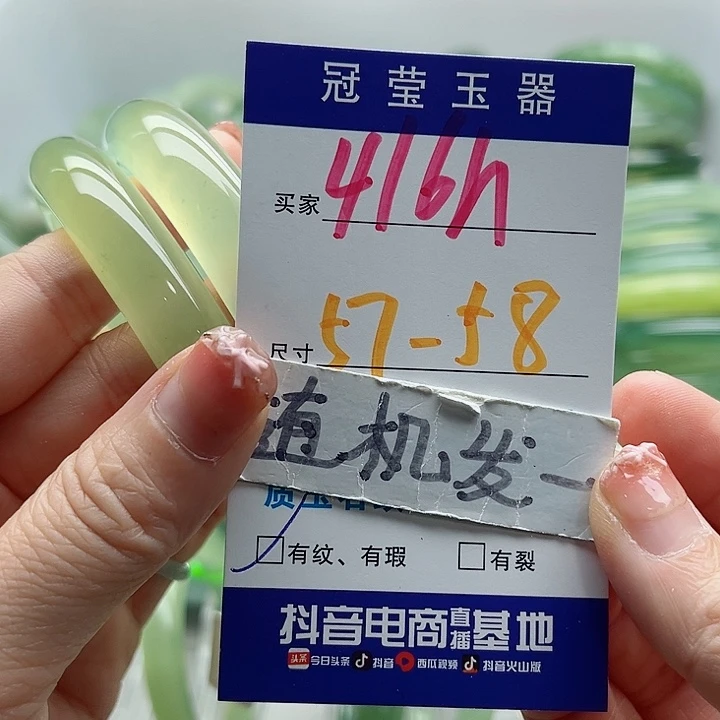 冠莹玉器
买家 416h
尺寸 57-58
随机发一
有纹、有瑕 有裂
抖音电商直播基地
头条 今日头条 抖音 西瓜视频 抖音火山版